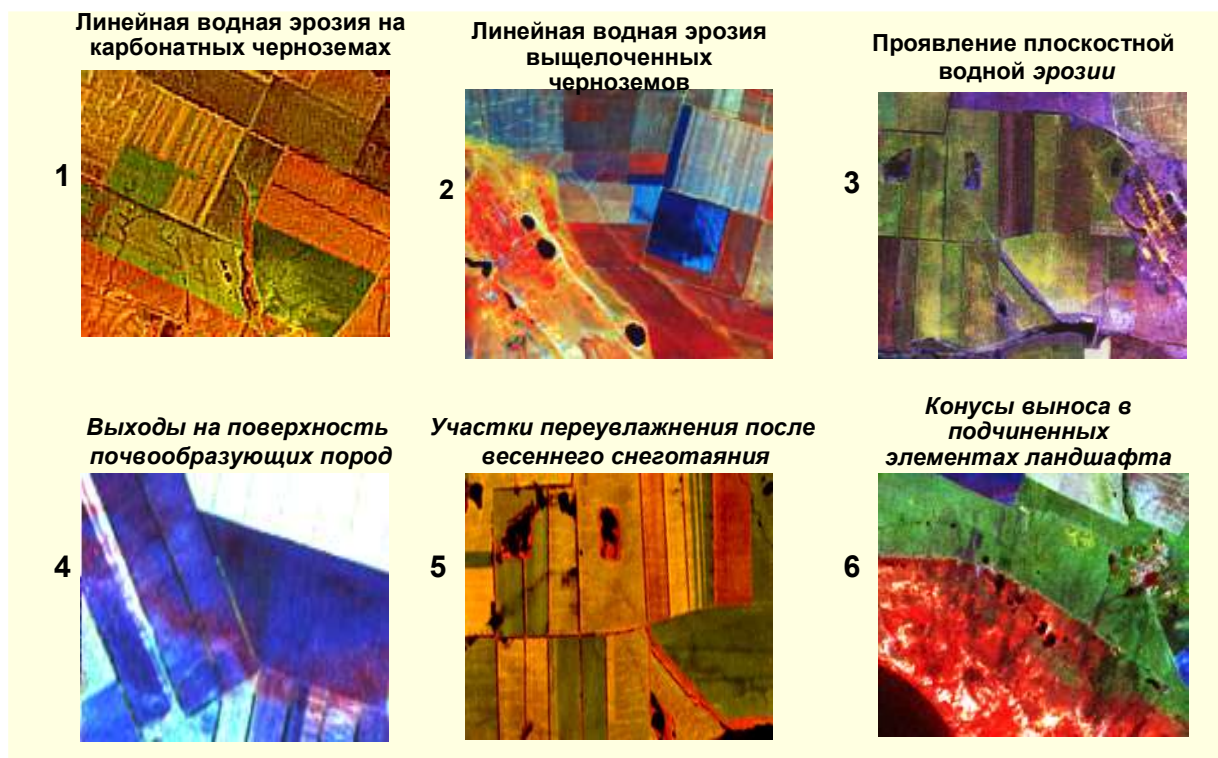 Линейная водная эрозия на
карбонатных черноземах
1
Линейная водная эрозия
выщелоченных
черноземов
2
Проявление плоскостной
водной эрозии
3
Выходы на поверхность
почвообразующих пород
4
Участки переувлажнения после
весеннего снеготаяния
5
Конусы выноса в
подчиненных
элементах ландшафта
6